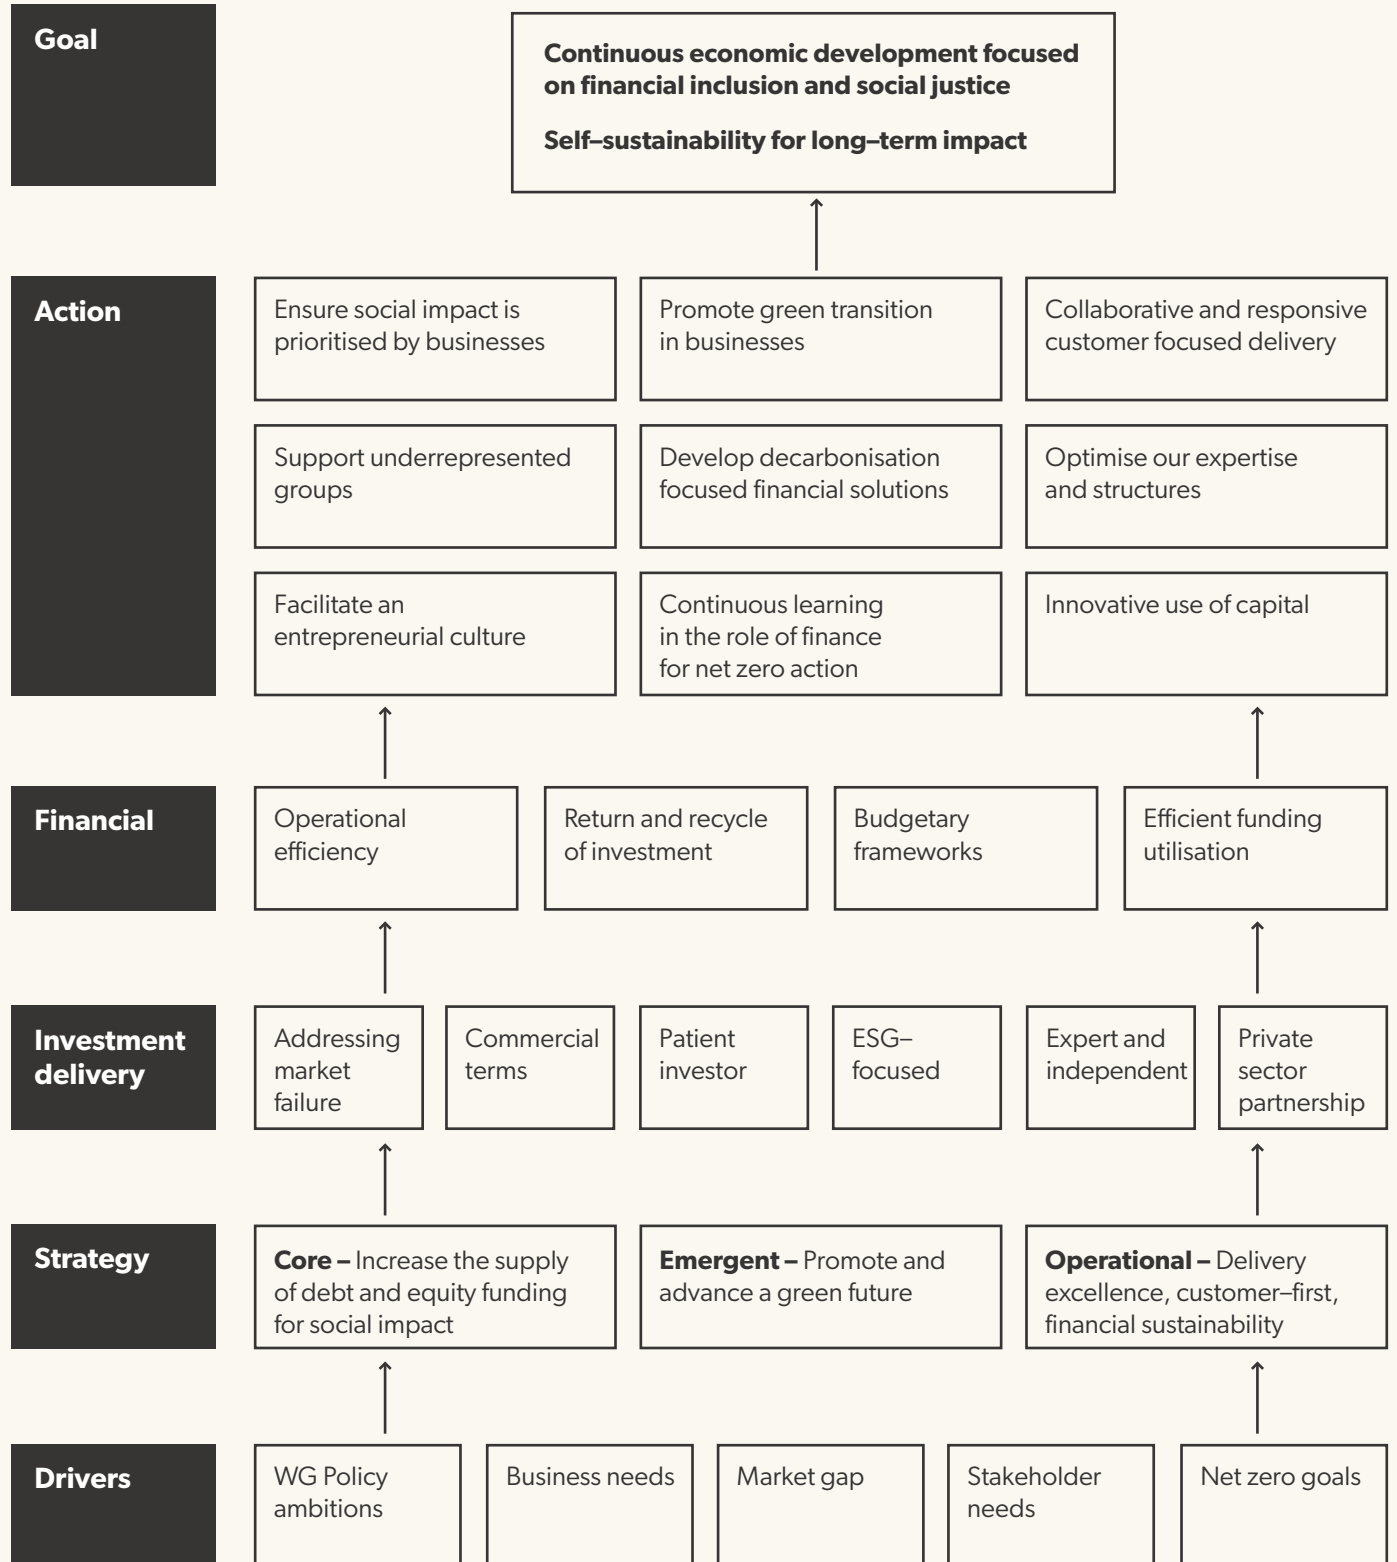 Goal
Continuous economic development focused
on financial inclusion and social justice
Self–sustainability for long–term impact
Action
Ensure social impact is
prioritised by businesses
Promote green transition
in businesses
Collaborative and responsive
customer focused delivery
Support underrepresented
groups
Develop decarbonisation
focused financial solutions
Optimise our expertise
and structures
Facilitate an
entrepreneurial culture
Continuous learning
in the role of finance
for net zero action
Innovative use of capital
Financial
Operational
efficiency
Return and recycle
of investment
Budgetary
frameworks
Efficient funding
utilisation
Investment
delivery
Addressing
market
failure
Commercial
terms
Patient
investor
ESG–
focused
Expert and
independent
Private
sector
partnership
Strategy
Core – Increase the supply
of debt and equity funding
for social impact
Emergent – Promote and
advance a green future
Operational – Delivery
excellence, customer–first,
financial sustainability
Drivers
WG Policy
ambitions
Business needs
Market gap
Stakeholder
needs
Net zero goals